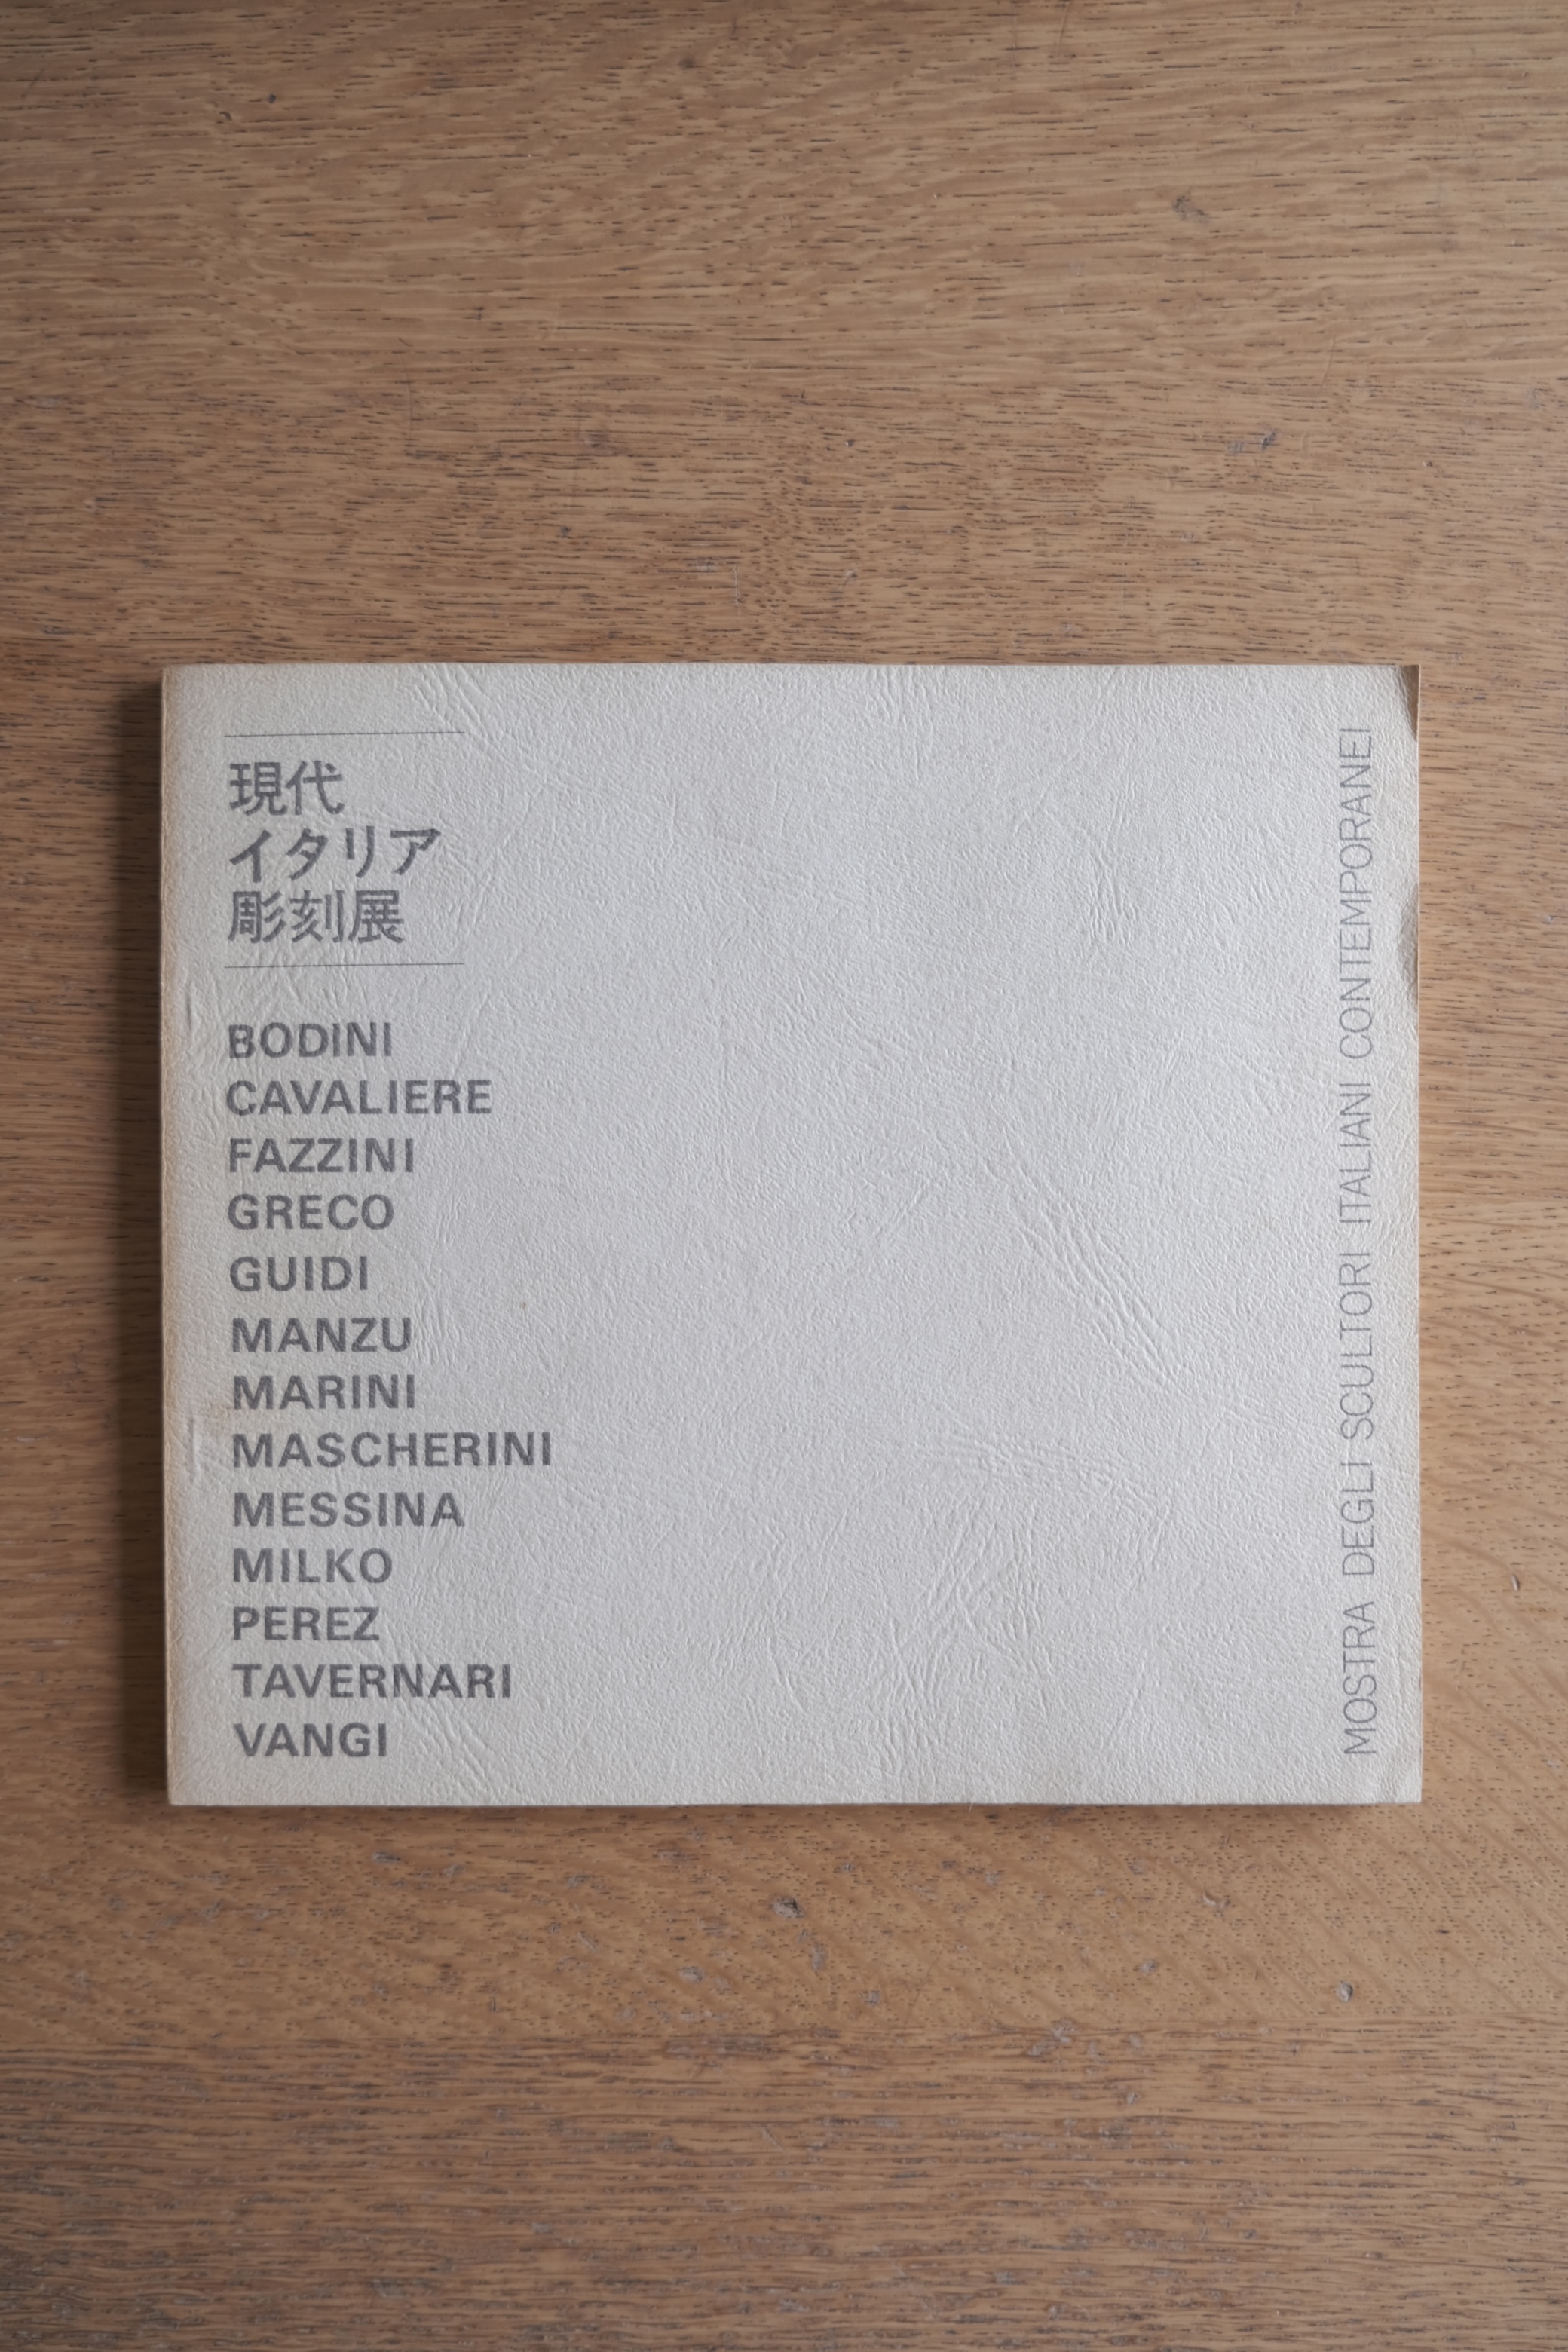 現代
イタリア
彫刻展
BODINI
CAVALIERE
FAZZINI
GRECO
GUIDI
MANZU
MARINI
MASCHERINI
MESSINA
MILKO
PEREZ
TAVERNARI
VANGI
MOSTRA DEGLI SCULTORI ITALIANI CONTEMPORANEI